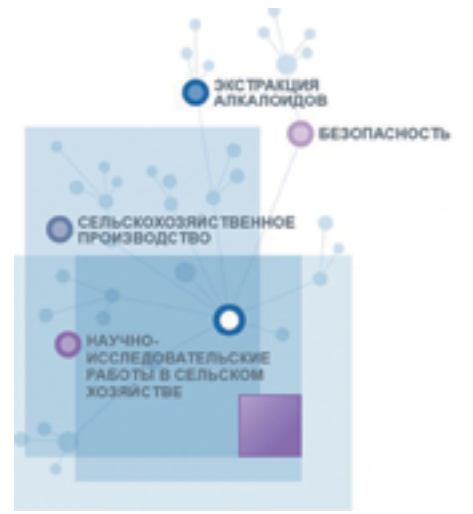 ЭКСТРАКЦИЯ
АЛКАЛОИДОВ
БЕЗОПАСНОСТЬ
СЕЛЬСКОХОЗЯЙСТВЕННОЕ
ПРОИЗВОДСТВО
НАУЧНО-
ИССЛЕДОВАТЕЛЬСКИЕ
РАБОТЫ В СЕЛЬСКОМ
ХОЗЯЙСТВЕ